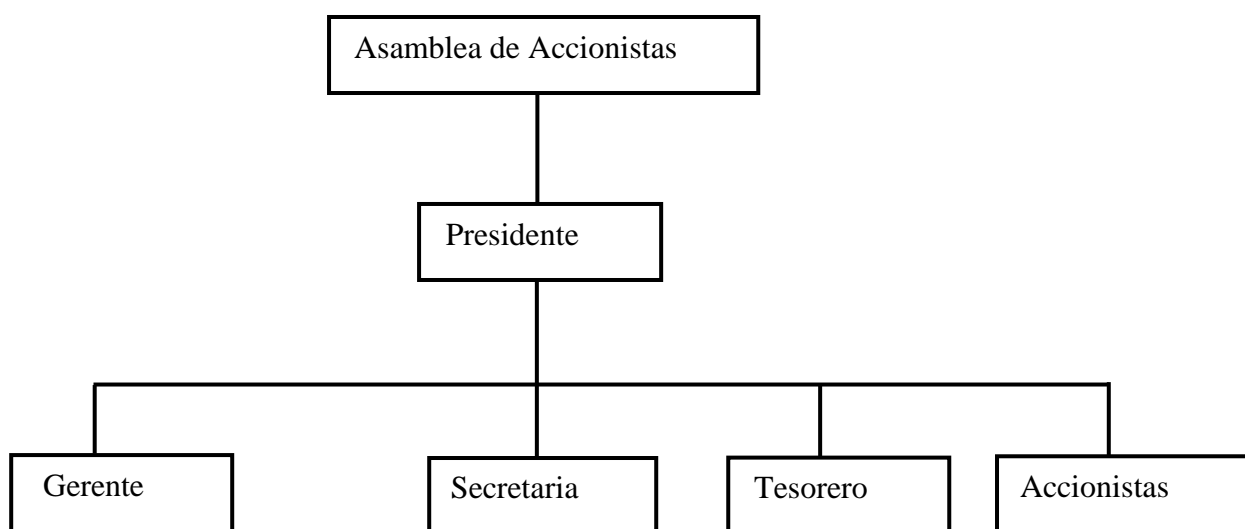 Asamblea de Accionistas
Presidente
Gerente
Secretaria
Tesorero
Accionistas